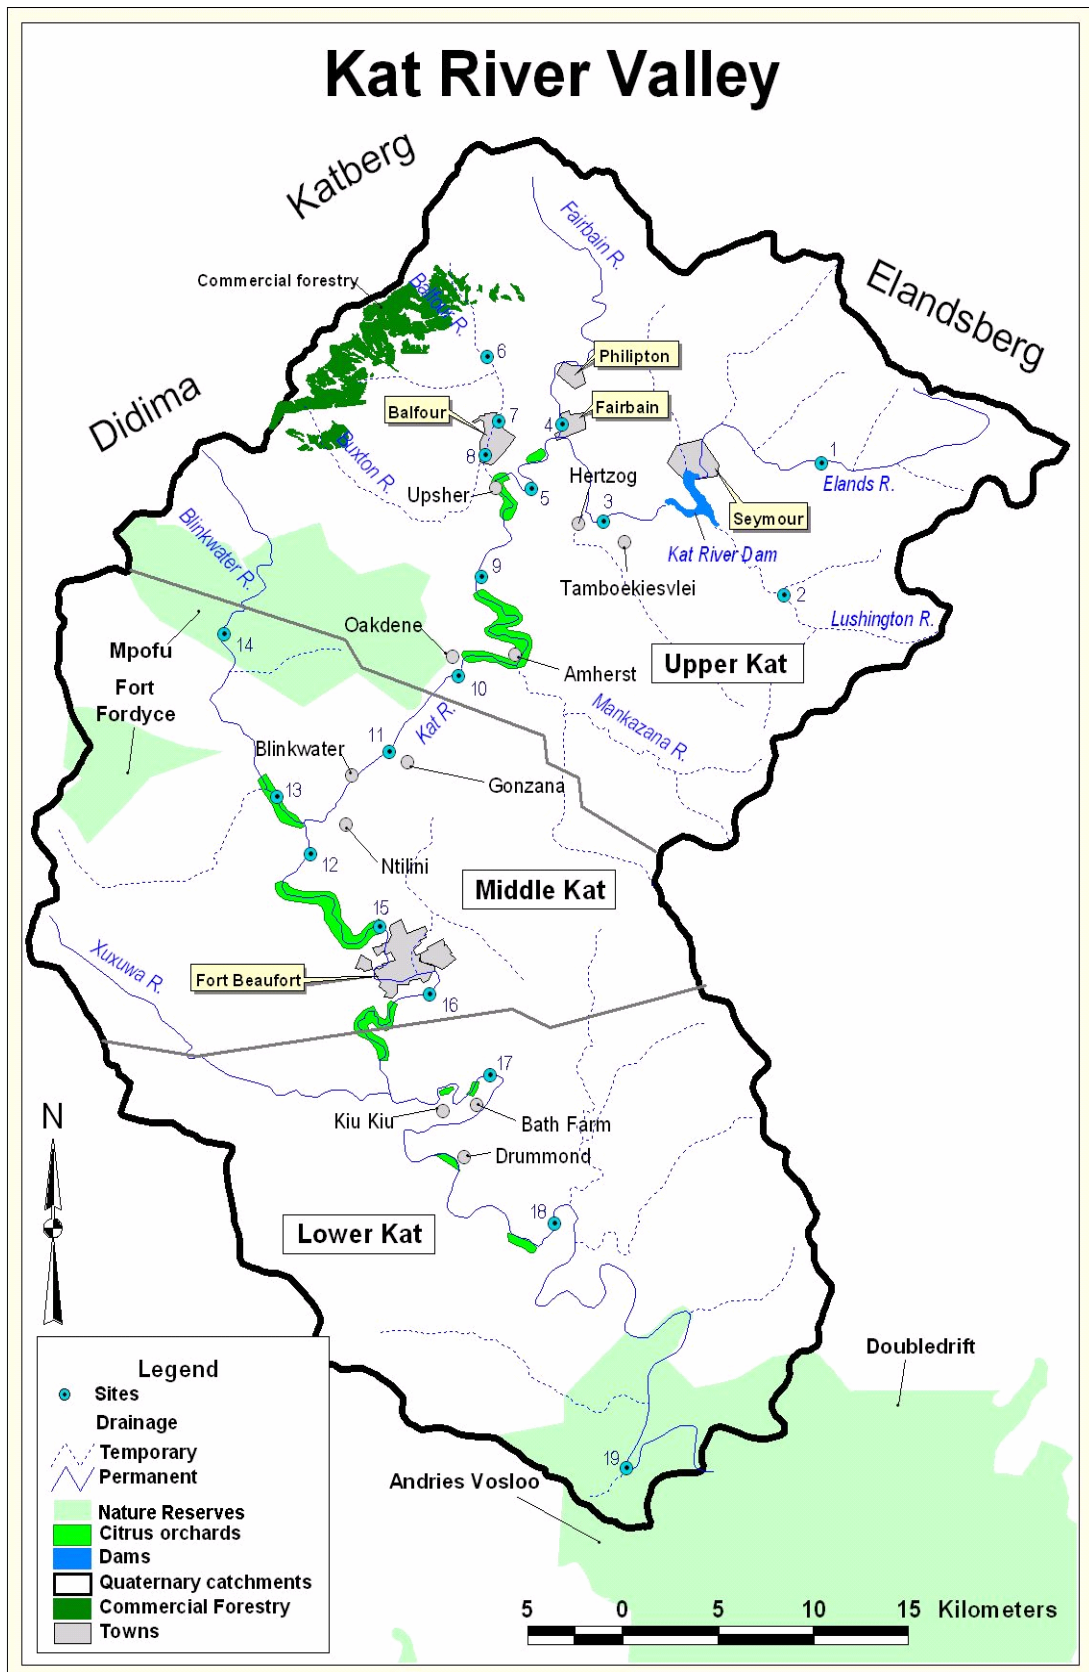 Kat River Valley
Katberg
Fairbain R.
Elandsberg
Commercial forestry
Balfour R.
Didima
6
Philipton
Balfour
7
4
Fairbain
8
Buxton R.
Hertzog
1
Elands R.
Upsher
5
3
Seymour
Blinkwater R.
Kat River Dam
9
Tamboekiesvlei
2
Lushington R.
14
Oakdene
Mpofu
Upper Kat
Amherst
10
Fort
Fordyce
Mankazana R.
Kat R.
11
Blinkwater
Gonzana
13
12
Ntilini
Middle Kat
15
Xuxuwa R.
Fort Beaufort
16
17
Kiu Kiu
Bath Farm
N
Drummond
18
Lower Kat
Doubledrift
19
Andries Vosloo
Legend
Sites
Drainage
Temporary
Permanent
Nature Reserves
Citrus orchards
Dams
Quaternary catchments
Commercial Forestry
Towns
5 0 5 10 15 Kilometers